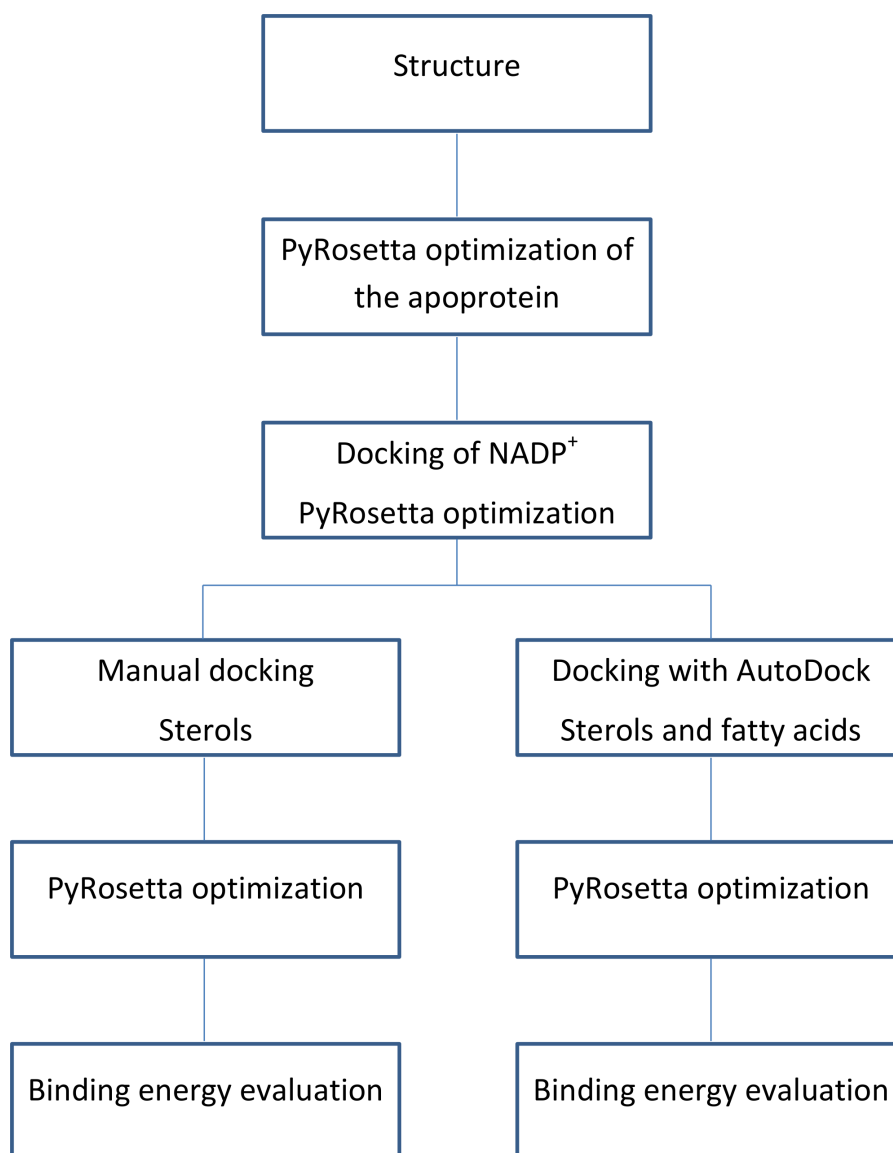 Structure
PyRosetta optimization of
the apoprotein
Docking of NADP⁺
PyRosetta optimization
Manual docking
Sterols
Docking with AutoDock
Sterols and fatty acids
PyRosetta optimization
PyRosetta optimization
Binding energy evaluation
Binding energy evaluation